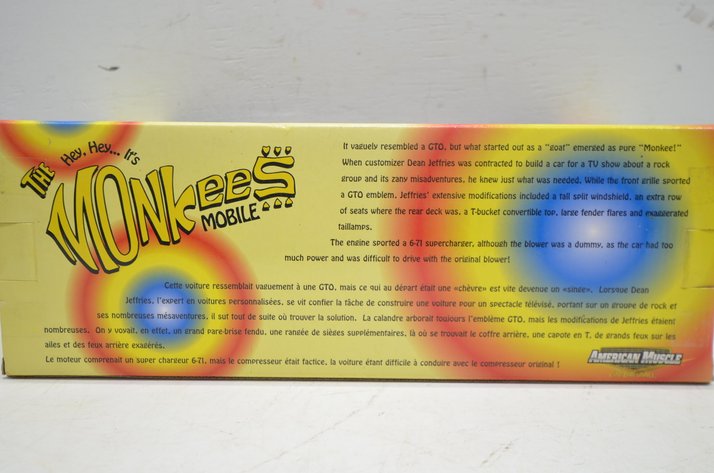 Hey, Hey... It's
THE
MONKEES
MOBILE
It vaguely resembled a GTO, but what started out as a "goat" emerged as pure "Monkee!"
When customizer Dean Jeffries was contracted to build a car for a TV show about a rock
group and its zany misadventures, he knew just what was needed. While the front grille sported
a GTO emblem, Jeffries' extensive modifications included a tall split windshield, an extra row
of seats where the rear deck was, a T-bucket convertible top, large fender flares and exaggerated
taillamps.
The engine sported a 6-71 supercharger, although the blower was a dummy, as the car had too
much power and was difficult to drive with the original blower!
Cette voiture ressemblait vaguement à une GTO, mais ce qui au départ était une «chèvre» est vite devenue un «singe». Lorsque Dean
Jeffries, l'expert en voitures personnalisées, se vit confier la tâche de construire une voiture pour un spectacle télévisé, portant sur un groupe de rock et
ses nombreuses mésaventures, il sut tout de suite où trouver la solution. La calandre arborait toujours l'emblème GTO, mais les modifications de Jeffries étaient
nombreuses. On y voyait, en effet, un grand pare-brise fendu, une rangée de sièges supplémentaires, là où se trouvait le coffre arrière, une capote en T, de grands feux sur les
ailes et des feux arrière exagérés.
Le moteur comprenait un super chargeur 6-71, mais le compresseur était factice, la voiture étant difficile à conduire avec le compresseur original !
AMERICAN MUSCLE